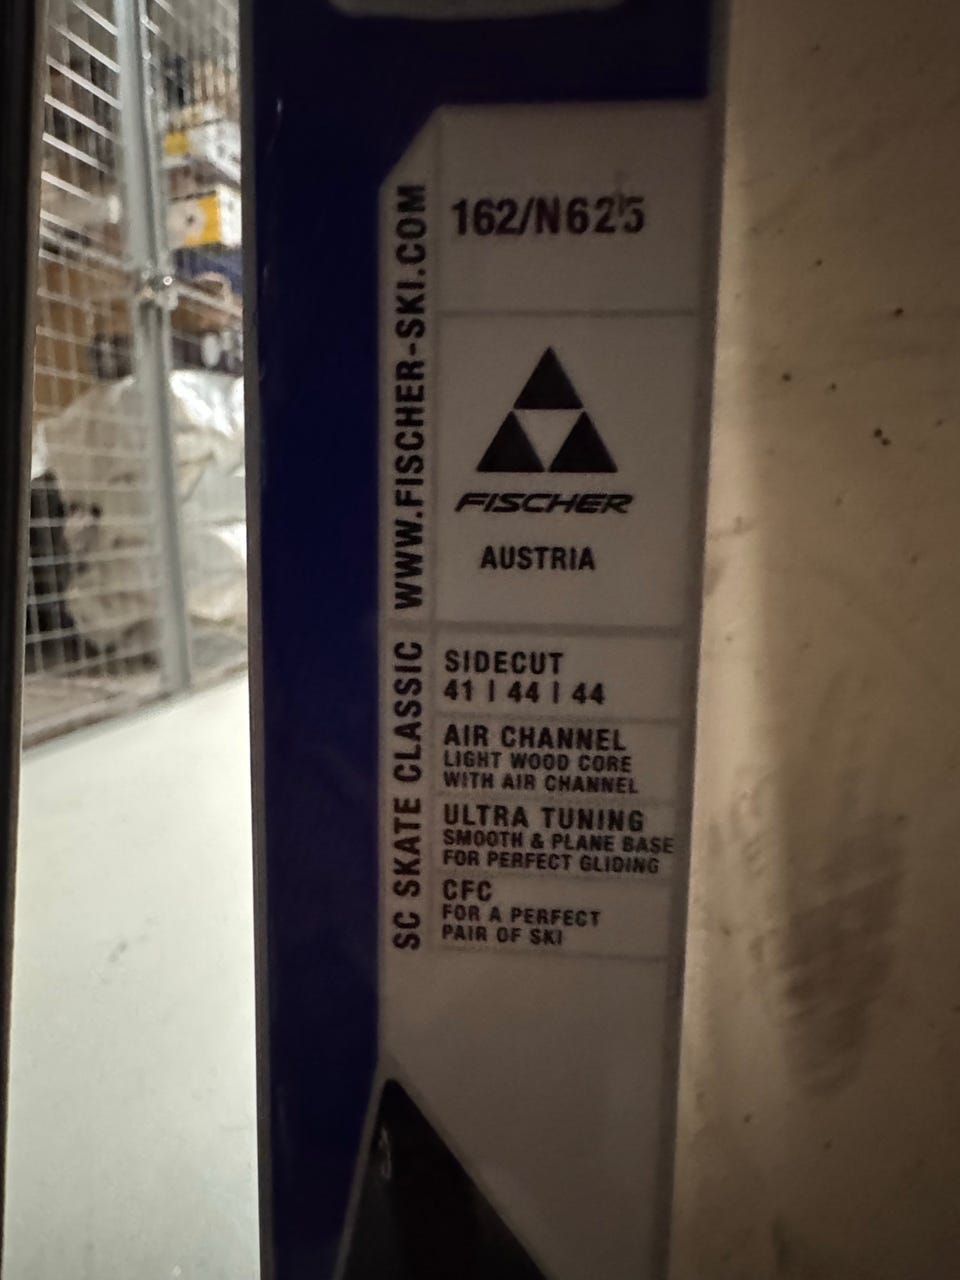 162/N625
FISCHER
AUSTRIA
SC SKATE CLASSIC WWW.FISCHER-SKI.COM
SIDECUT
41 | 44 | 44
AIR CHANNEL
LIGHT WOOD CORE
WITH AIR CHANNEL
ULTRA TUNING
SMOOTH & PLANE BASE
FOR PERFECT GLIDING
CFC
FOR A PERFECT
PAIR OF SKI